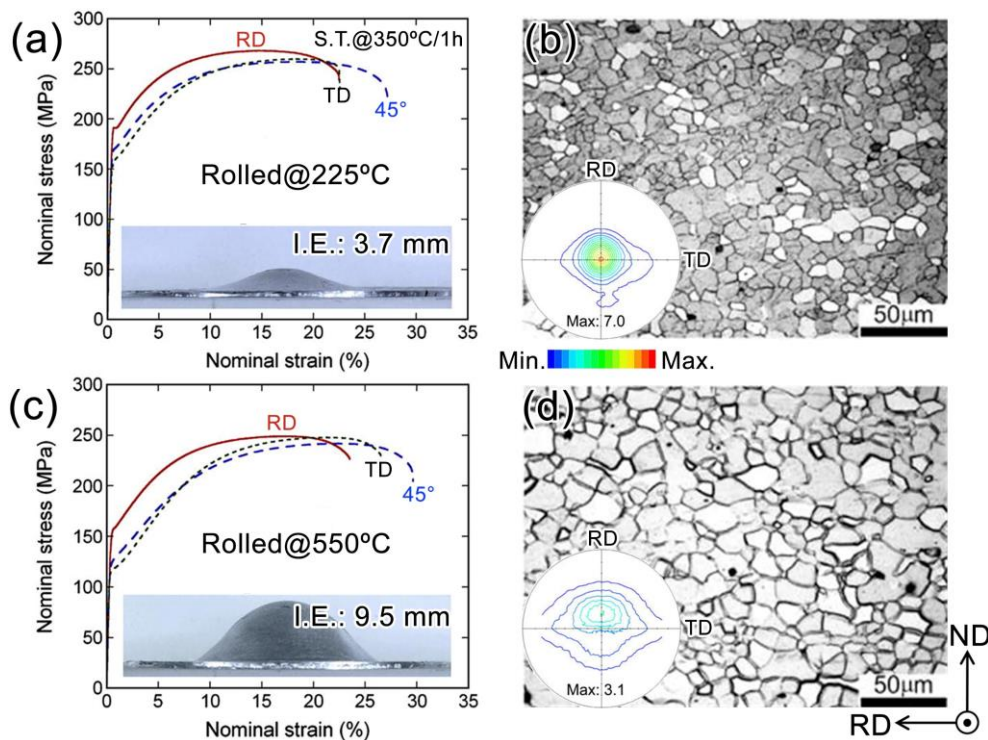 (a)
300
250
200
150
100
50
0
Nominal stress (MPa)
RD
S.T.@350ºC/1h
TD
45°
Rolled@225ºC
I.E.: 3.7 mm
0 5 10 15 20 25 30 35
Nominal strain (%)
(b)
RD
TD
Max: 7.0
50μm
Min. Max.
(c)
300
250
200
150
100
50
0
Nominal stress (MPa)
RD
TD
45°
Rolled@550ºC
I.E.: 9.5 mm
0 5 10 15 20 25 30 35
Nominal strain (%)
(d)
RD
TD
Max: 3.1
50μm
ND
RD